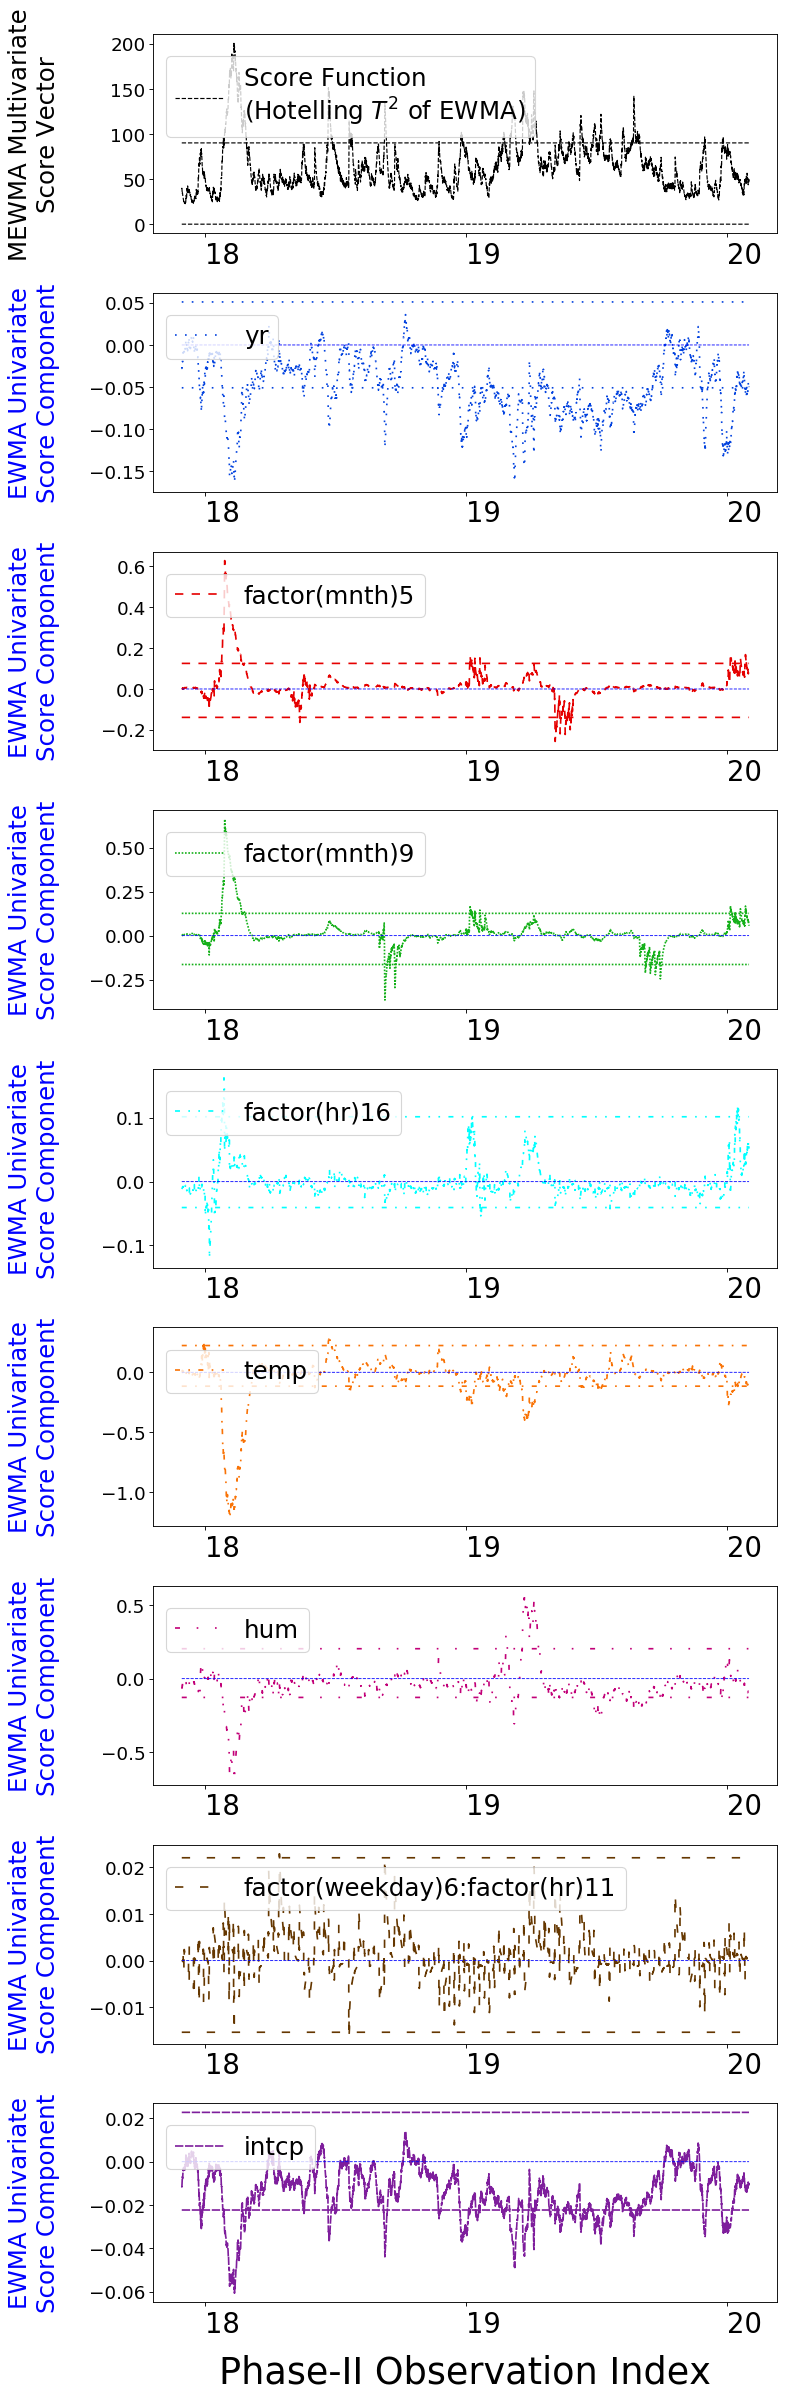 MEWMA Multivariate
Score Vector
200
150
100
50
0
Score Function
(Hotelling T² of EWMA)
18 19 20
EWMA Univariate
Score Component
0.05
0.00
−0.05
−0.10
−0.15
yr
18 19 20
EWMA Univariate
Score Component
0.6
0.4
0.2
0.0
−0.2
factor(mnth)5
18 19 20
EWMA Univariate
Score Component
0.50
0.25
0.00
−0.25
factor(mnth)9
18 19 20
EWMA Univariate
Score Component
0.1
0.0
−0.1
factor(hr)16
18 19 20
EWMA Univariate
Score Component
0.0
−0.5
−1.0
temp
18 19 20
EWMA Univariate
Score Component
0.5
0.0
−0.5
hum
18 19 20
EWMA Univariate
Score Component
0.02
0.01
0.00
−0.01
factor(weekday)6:factor(hr)11
18 19 20
EWMA Univariate
Score Component
0.02
0.00
−0.02
−0.04
−0.06
intcp
18 19 20
Phase-II Observation Index